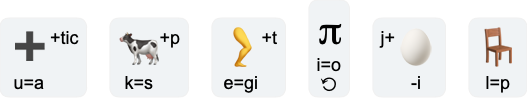 +tic
u=a
+p
k=s
+t
e=gi
π
i=o
j+
-i
l=p